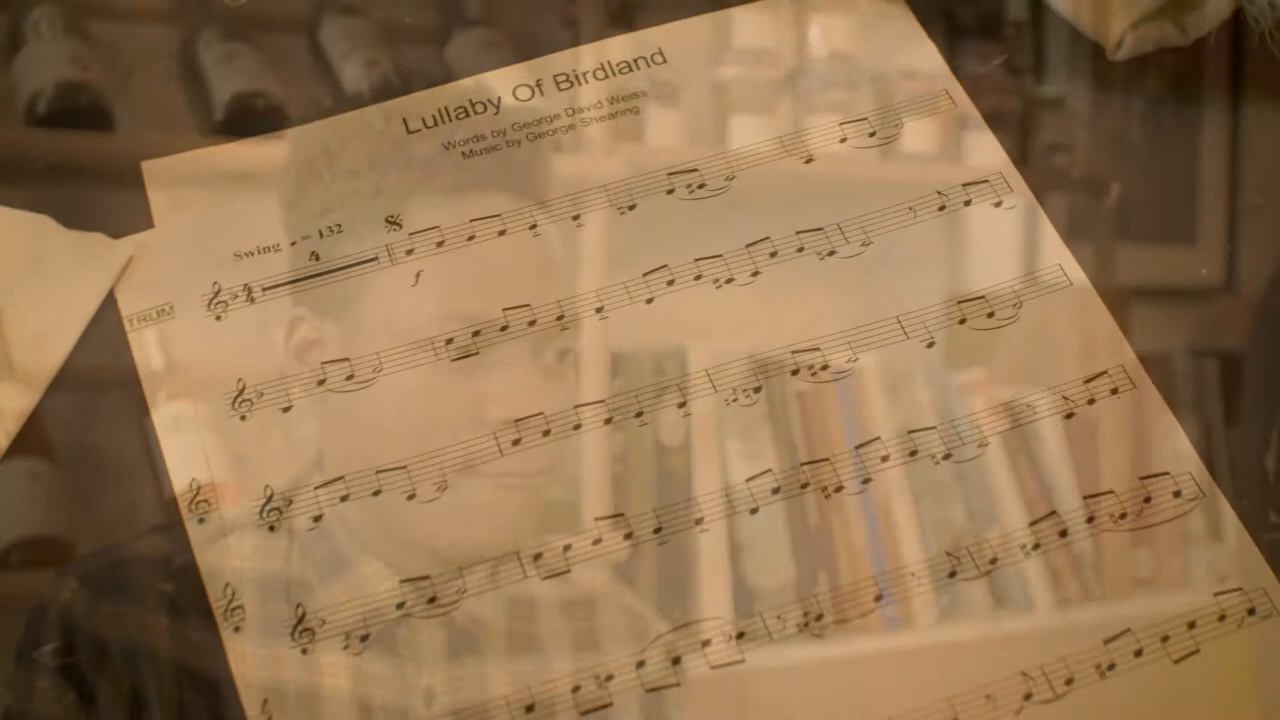 Lullaby Of Birdland
Words by George David Weiss
Music by George Shearing
Swing ♩ = 132
4
f
TRUM